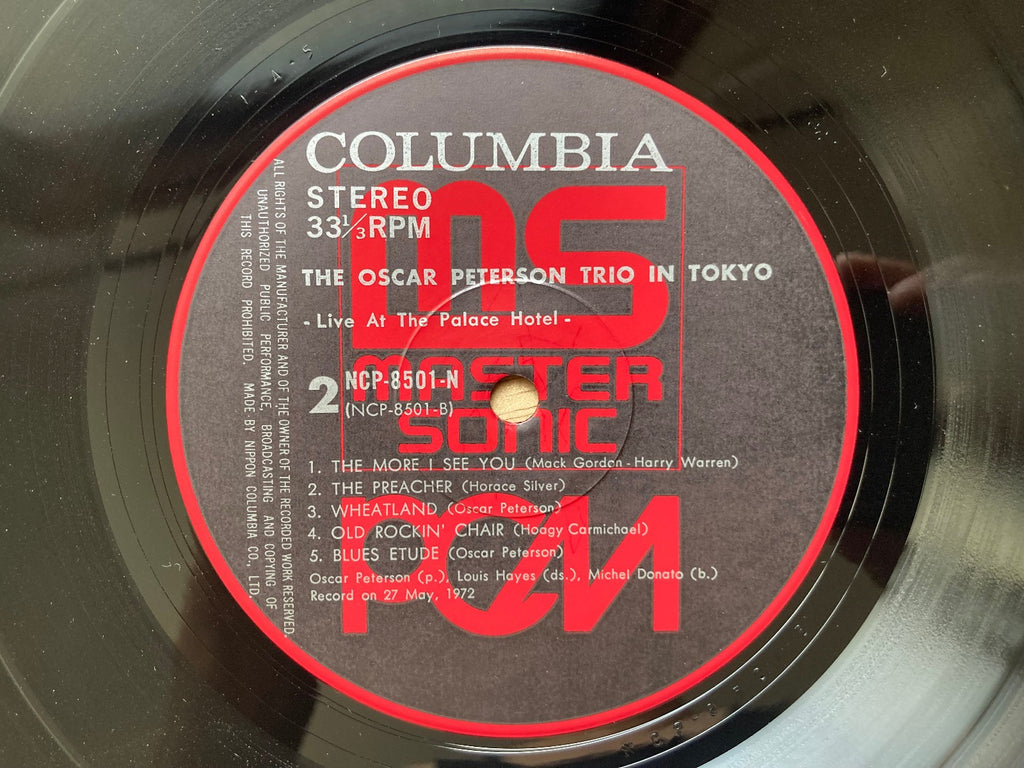 COLUMBIA
STEREO
33⅓RPM
MS
THE OSCAR PETERSON TRIO IN TOKYO
- Live At The Palace Hotel -
MASTER
SONIC
2
NCP-8501-N
(NCP-8501-B)
1. THE MORE I SEE YOU (Mack Gordon - Harry Warren)
2. THE PREACHER (Horace Silver)
3. WHEATLAND (Oscar Peterson)
4. OLD ROCKIN' CHAIR (Hoagy Carmichael)
5. BLUES ETUDE (Oscar Peterson)
Oscar Peterson (p.), Louis Hayes (ds.), Michel Donato (b.)
Record on 27 May, 1972
PCM
ALL RIGHTS OF THE MANUFACTURER AND OF THE OWNER OF THE RECORDED WORK RESERVED.
UNAUTHORIZED PUBLIC PERFORMANCE, BROADCASTING AND COPYING OF
THIS RECORD PROHIBITED. MADE BY NIPPON COLUMBIA CO., LTD.
A-5